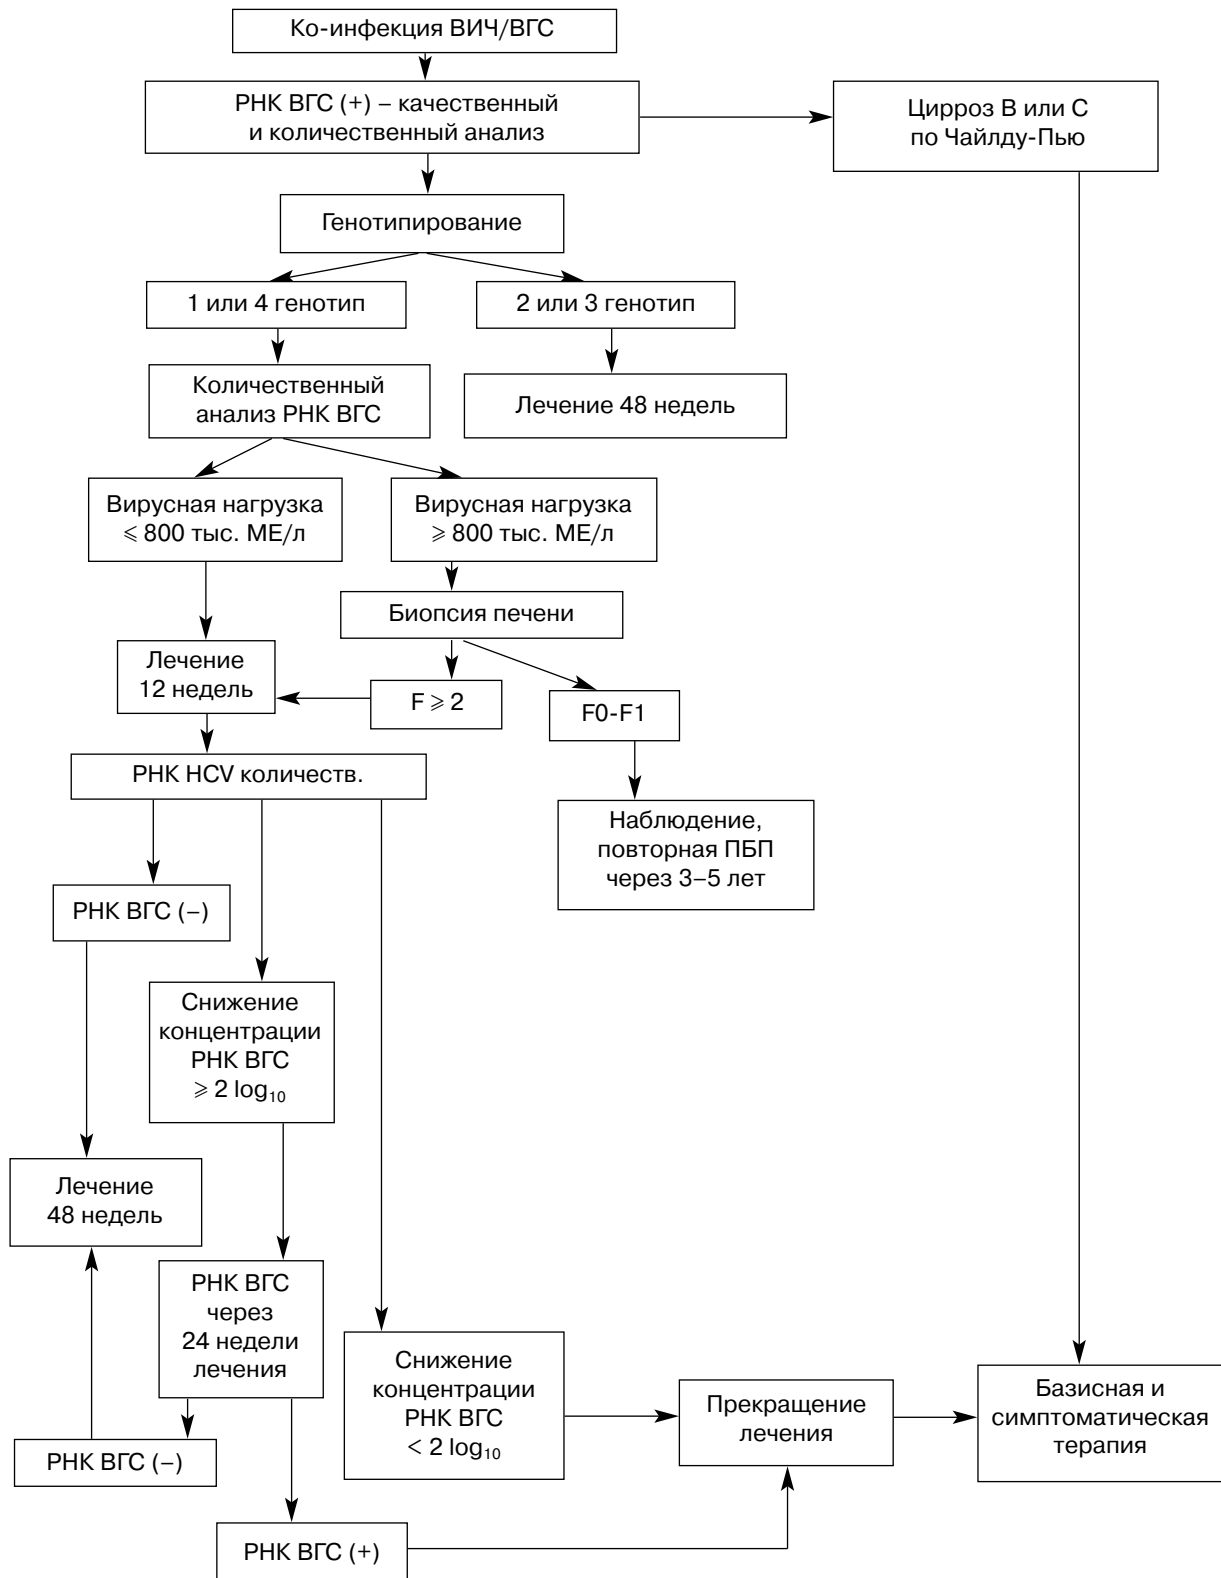 Ко-инфекция ВИЧ/ВГС
РНК ВГС (+) – качественный
и количественный анализ
Цирроз В или С
по Чайлду-Пью
Генотипирование
1 или 4 генотип
2 или 3 генотип
Количественный
анализ РНК ВГС
Лечение 48 недель
Вирусная нагрузка
⩽ 800 тыс. МЕ/л
Вирусная нагрузка
⩾ 800 тыс. МЕ/л
Биопсия печени
Лечение
12 недель
F ⩾ 2
F0-F1
РНК HCV количеств.
Наблюдение,
повторная ПБП
через 3–5 лет
РНК ВГС (–)
Снижение
концентрации
РНК ВГС
⩾ 2 log₁₀
Лечение
48 недель
РНК ВГС
через
24 недели
лечения
Снижение
концентрации
РНК ВГС
< 2 log₁₀
Прекращение
лечения
Базисная и
симптоматическая
терапия
РНК ВГС (–)
РНК ВГС (+)